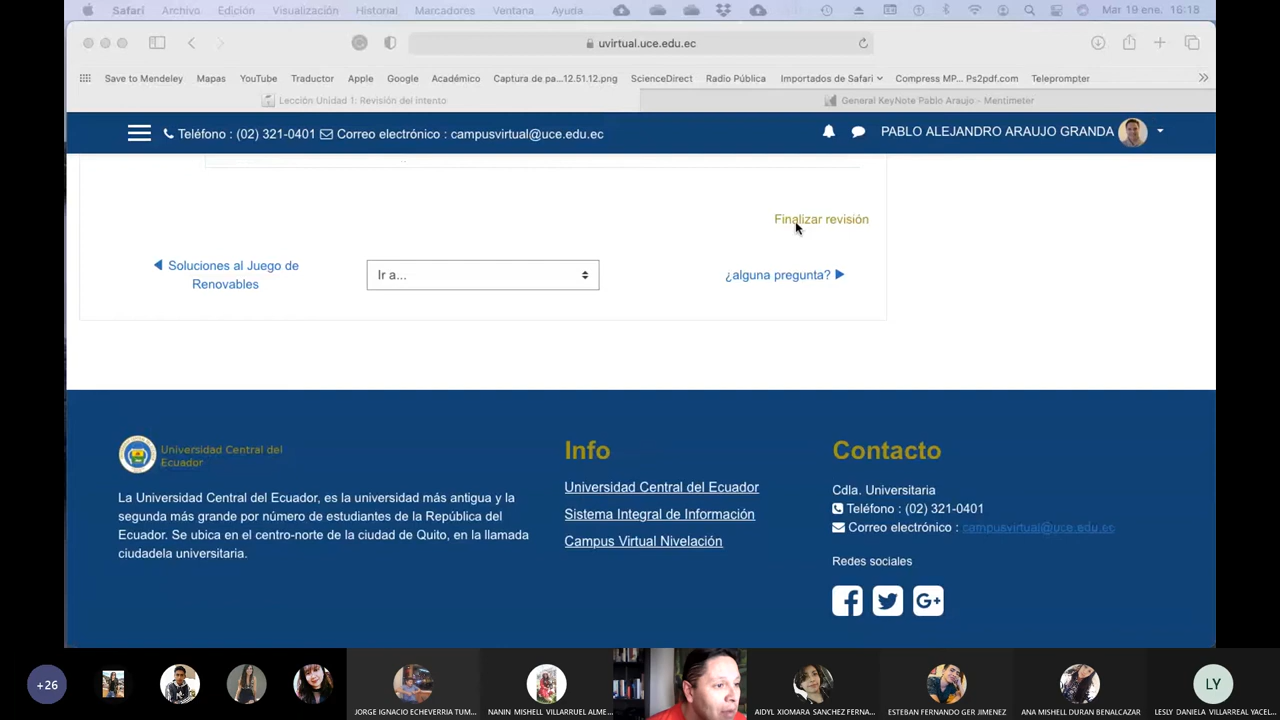 Safari Archivo Edición Visualización Historial Marcadores Ventana Ayuda Mar 19 ene. 16:18
uvirtual.uce.edu.ec
Save to Mendeley Mapas YouTube Traductor Apple Google Académico Captura de pa...12.51.12.png ScienceDirect Radio Pública Importados de Safari Compress MP... Ps2pdf.com Teleprompter
Lección Unidad 1: Revisión del intento General KeyNote Pablo Araujo - Mentimeter
Teléfono : (02) 321-0401 Correo electrónico : campusvirtual@uce.edu.ec PABLO ALEJANDRO ARAUJO GRANDA
Finalizar revisión
Soluciones al Juego de
Renovables
Ir a...
¿alguna pregunta?
Universidad Central del
Ecuador
La Universidad Central del Ecuador, es la universidad más antigua y la
segunda más grande por número de estudiantes de la República del
Ecuador. Se ubica en el centro-norte de la ciudad de Quito, en la llamada
ciudadela universitaria.
Info
Universidad Central del Ecuador
Sistema Integral de Información
Campus Virtual Nivelación
Contacto
Cdla. Universitaria
Teléfono : (02) 321-0401
Correo electrónico : campusvirtual@uce.edu.ec
Redes sociales
+26
JORGE IGNACIO ECHEVERRIA TUM...
NANIN MISHELL VILLARRUEL ALME...
AIDYL XIOMARA SANCHEZ FERNA...
ESTEBAN FERNANDO GER JIMENEZ
ANA MISHELL DURAN BENALCAZAR
LY
LESLY DANIELA VILLARREAL YACEL...